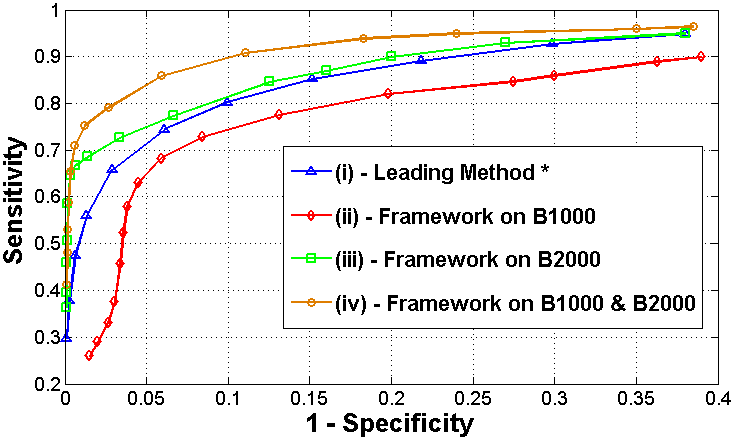 1
0.9
0.8
0.7
0.6
0.5
0.4
0.3
0.2
Sensitivity
(i) - Leading Method *
(ii) - Framework on B1000
(iii) - Framework on B2000
(iv) - Framework on B1000 & B2000
0 0.05 0.1 0.15 0.2 0.25 0.3 0.35 0.4
1 - Specificity